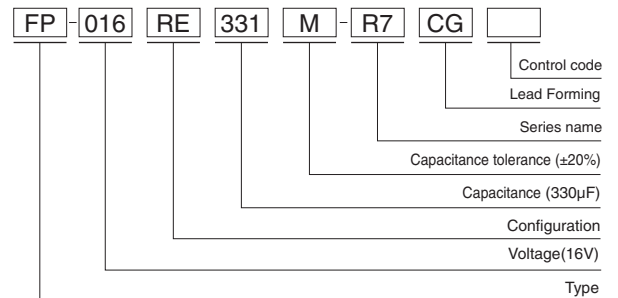 FP-016 RE 331 M-R7 CG
Control code
Lead Forming
Series name
Capacitance tolerance (±20%)
Capacitance (330µF)
Configuration
Voltage(16V)
Type